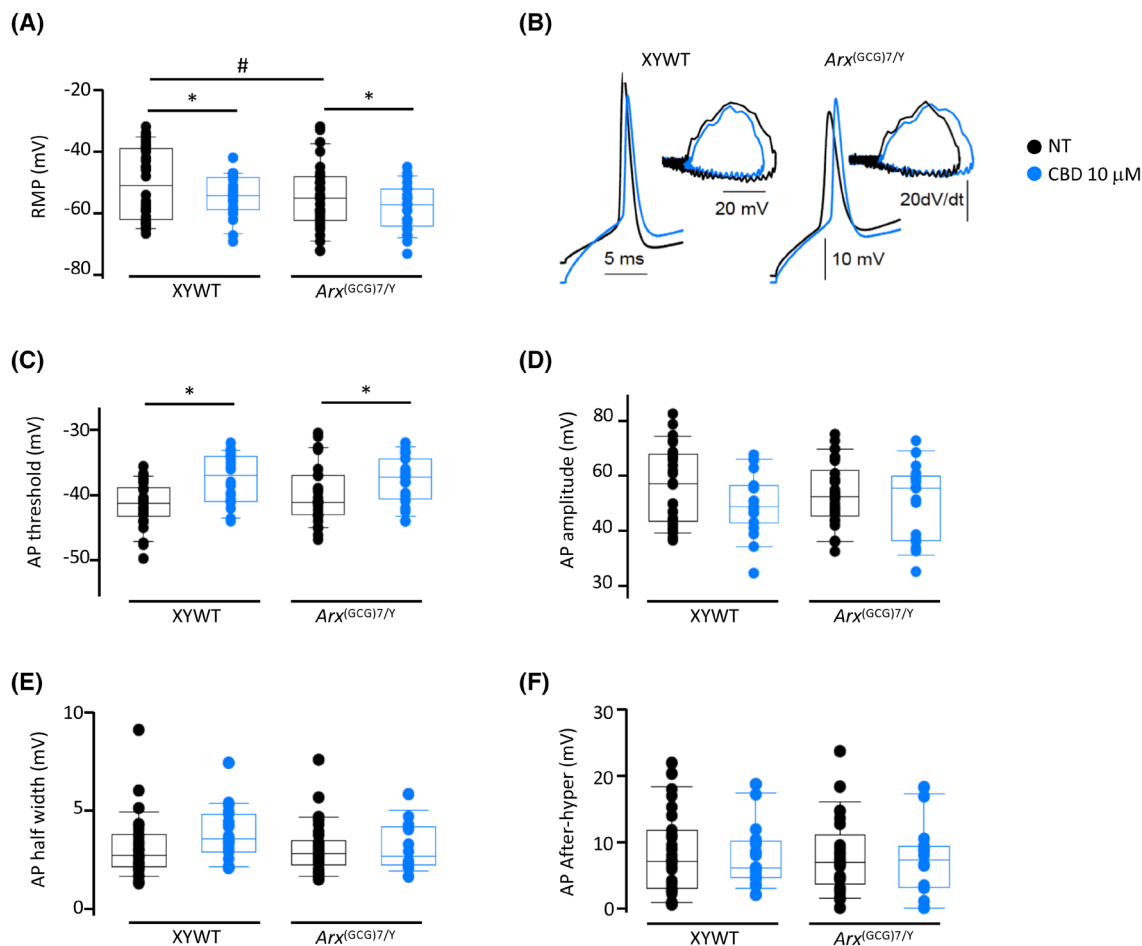 (A)
#
*
*
-20
-40
-60
-80
RMP (mV)
XYWT
Arx(GCG)7/Y
(B)
XYWT
Arx(GCG)7/Y
NT
CBD 10 μM
20 mV
20dV/dt
5 ms
10 mV
(C)
*
*
-30
-40
-50
AP threshold (mV)
XYWT
Arx(GCG)7/Y
(D)
80
60
40
30
AP amplitude (mV)
XYWT
Arx(GCG)7/Y
(E)
10
5
0
AP half width (mV)
XYWT
Arx(GCG)7/Y
(F)
30
20
10
0
AP After-hyper (mV)
XYWT
Arx(GCG)7/Y